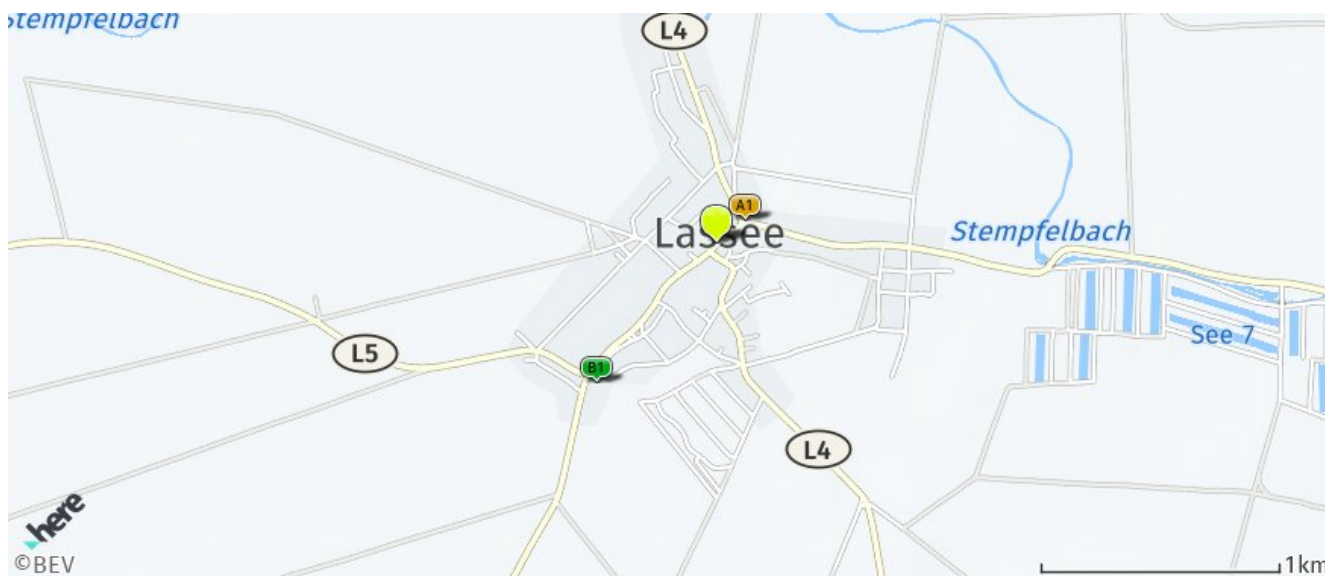 Stempfelbach
L4
A1
Lassee
Stempfelbach
See 7
L5
B1
L4
here
©BEV
1km